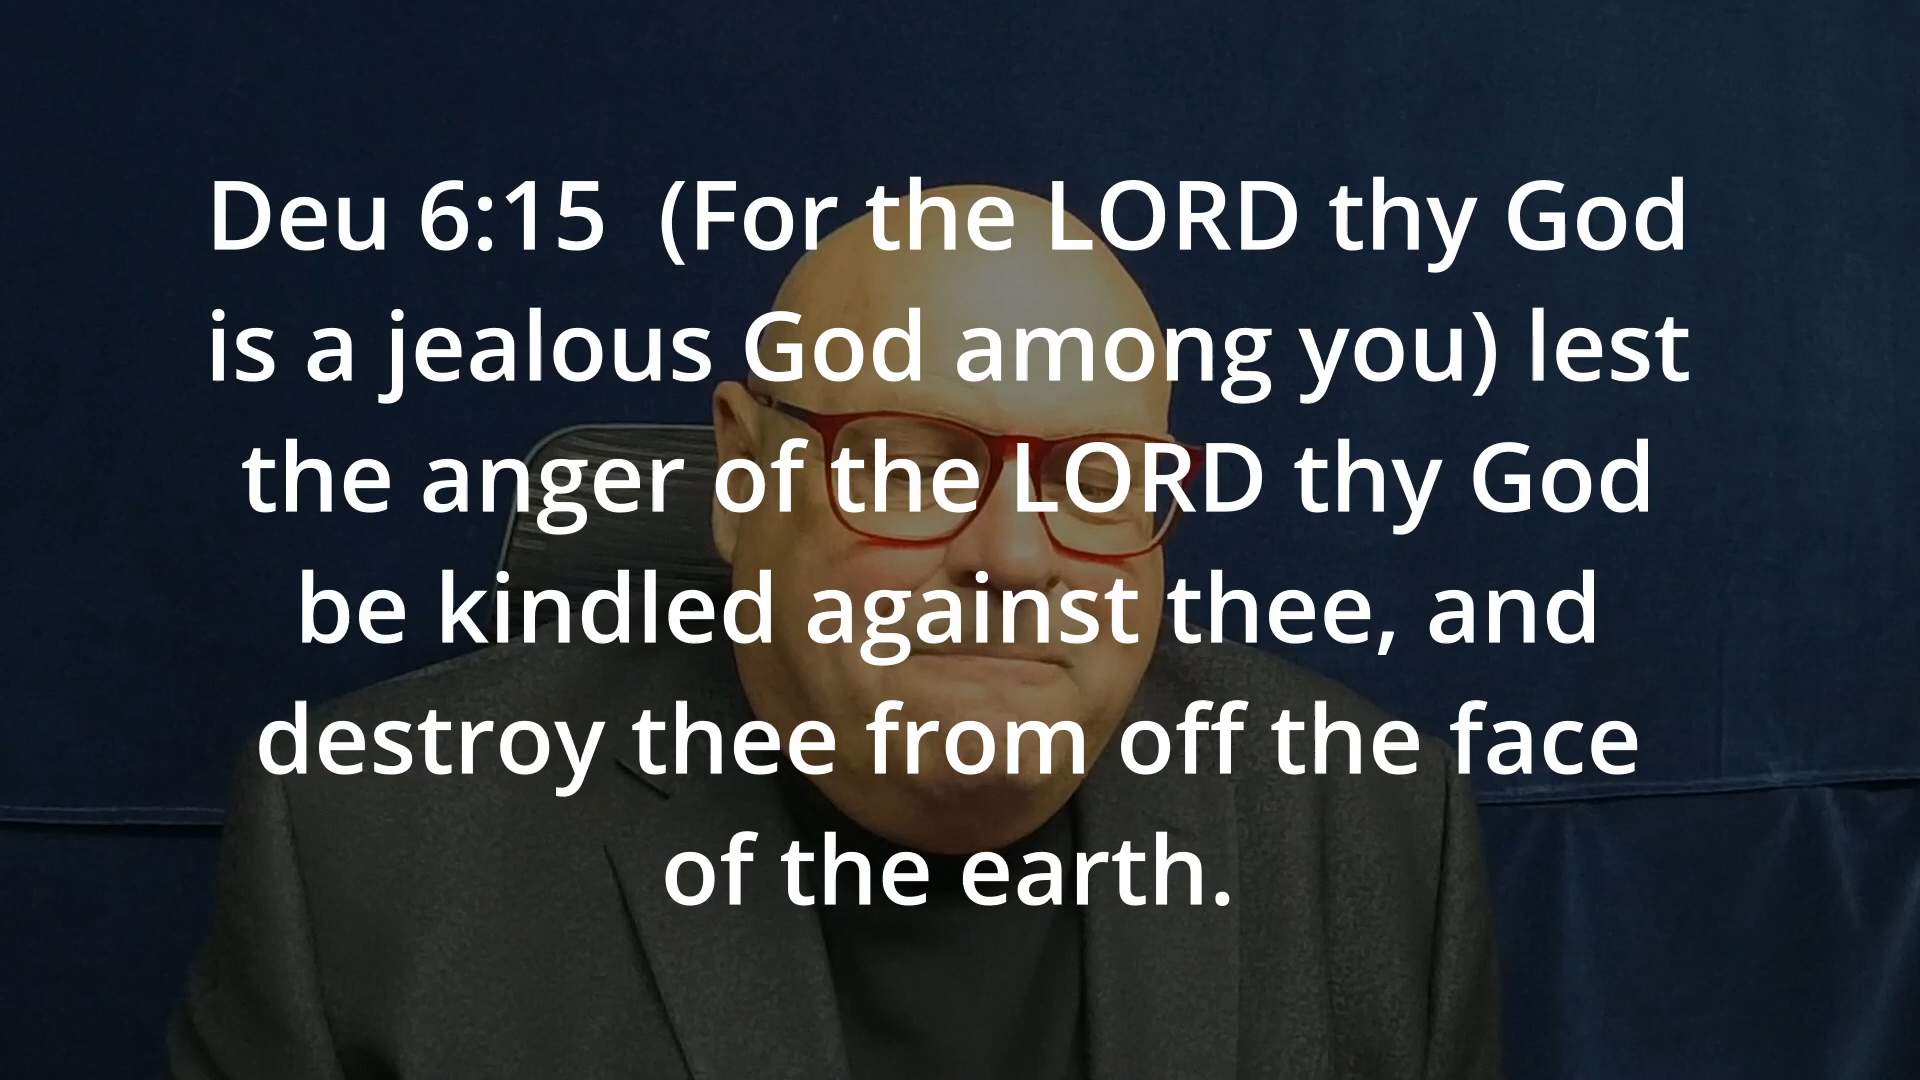 Deu 6:15  (For the LORD thy God
is a jealous God among you) lest
the anger of the LORD thy God
be kindled against thee, and
destroy thee from off the face
of the earth.